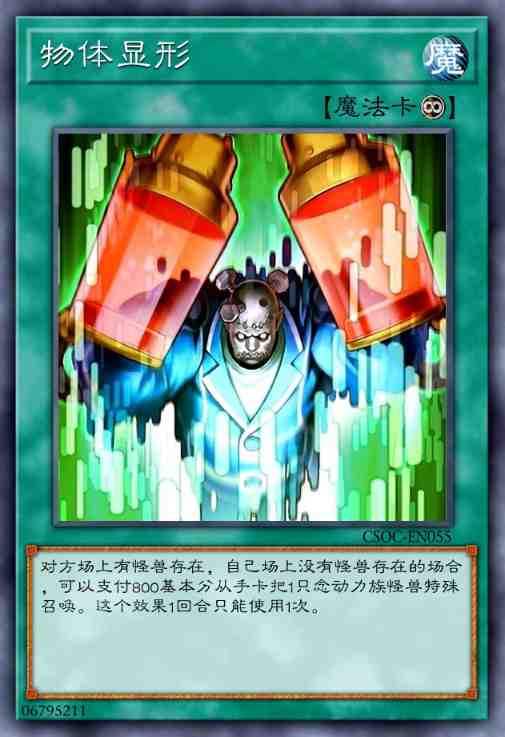 物体显形
魔
【魔法卡】
CSOC-EN055
对方场上有怪兽存在，自己场上没有怪兽存在的场合
，可以支付800基本分从手卡把1只念动力族怪兽特殊
召唤。这个效果1回合只能使用1次。
06795211